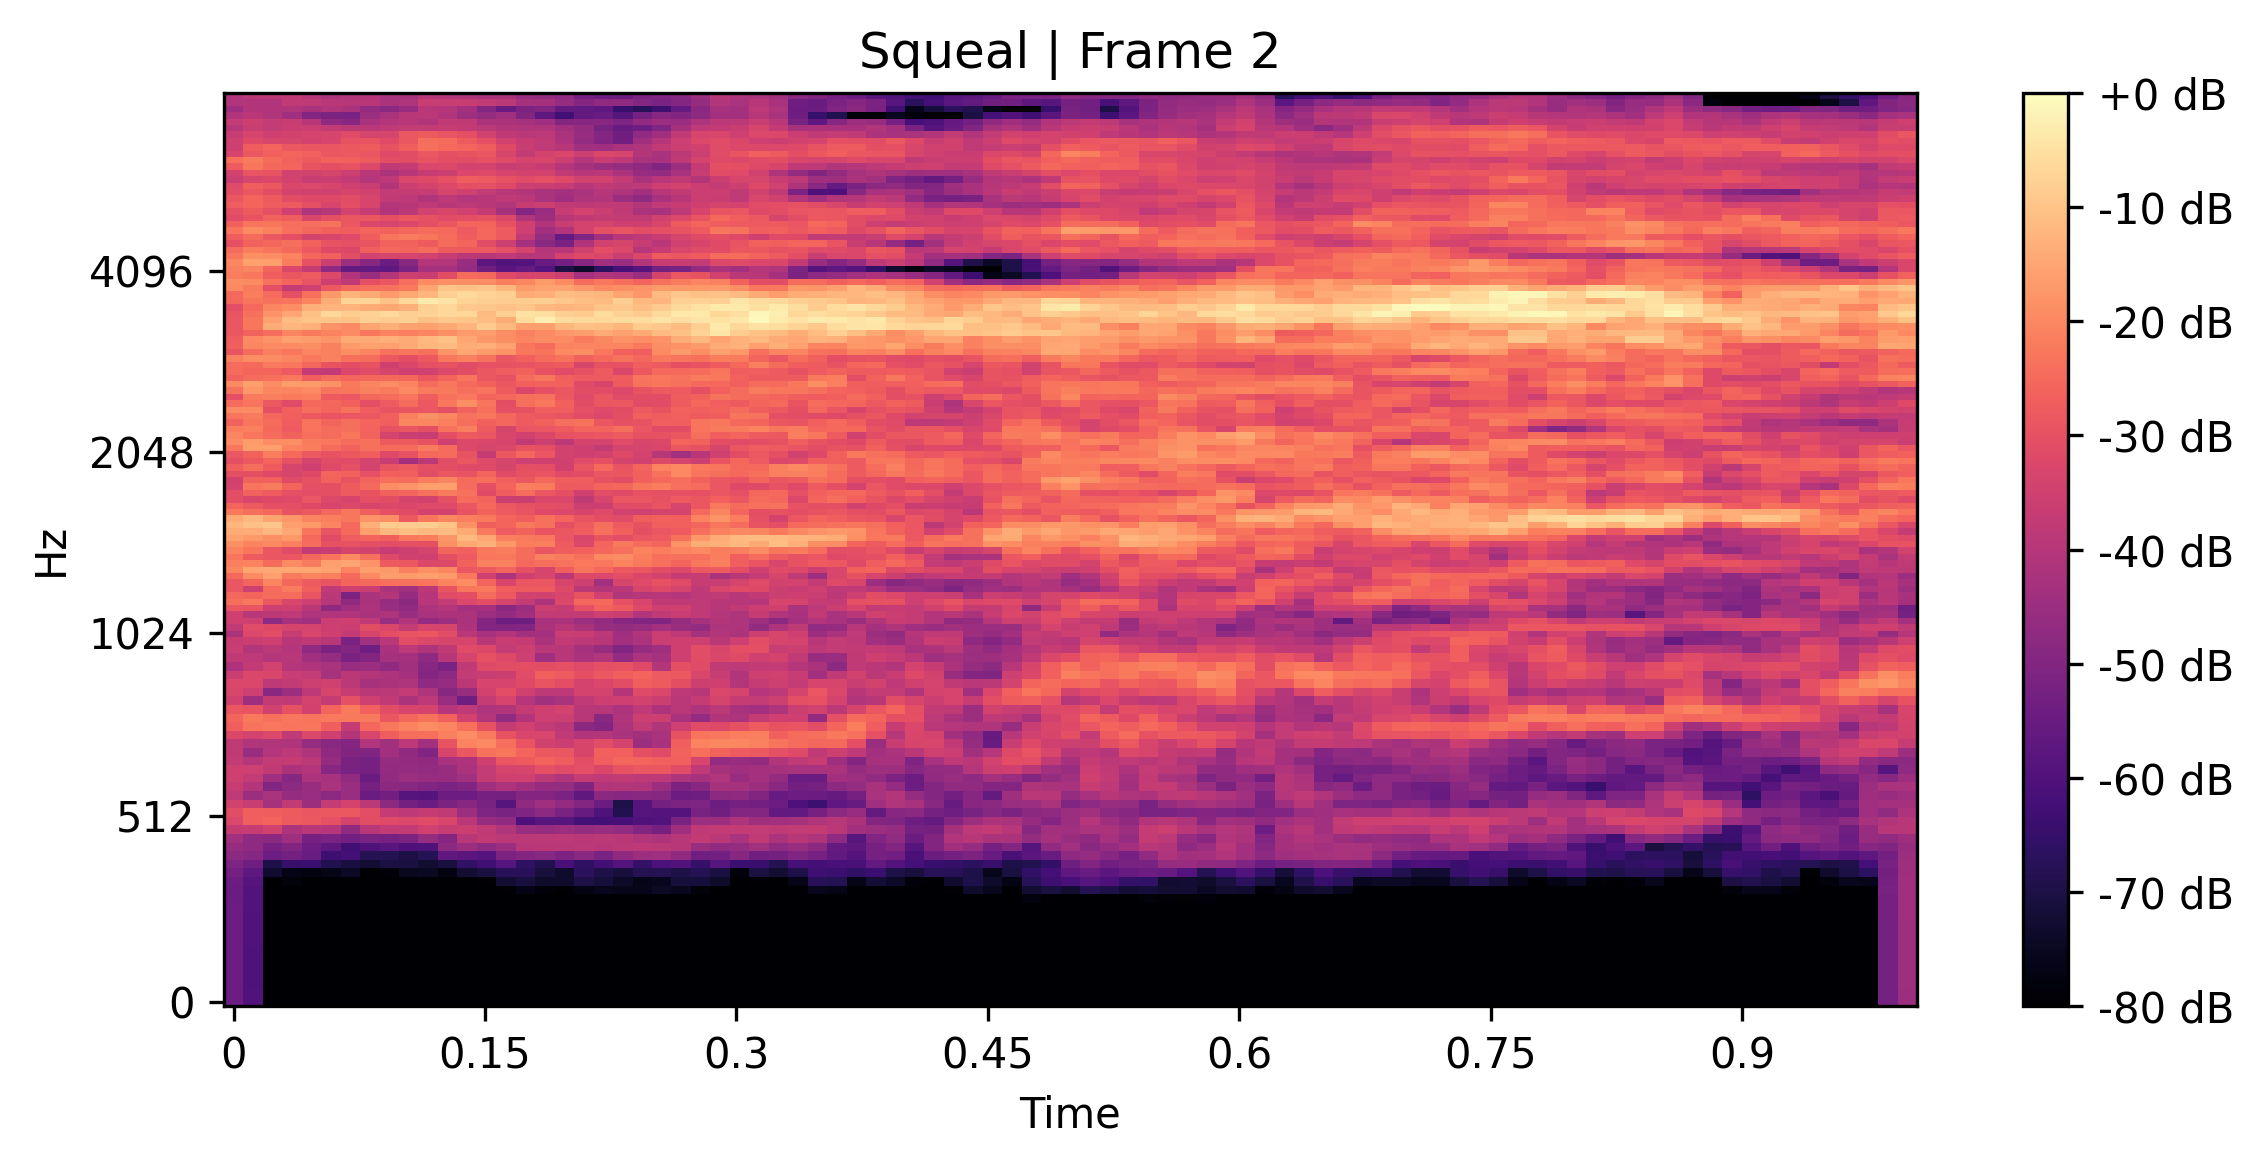 Squeal | Frame 2
Hz
4096
2048
1024
512
0
0 0.15 0.3 0.45 0.6 0.75 0.9
Time
+0 dB
-10 dB
-20 dB
-30 dB
-40 dB
-50 dB
-60 dB
-70 dB
-80 dB